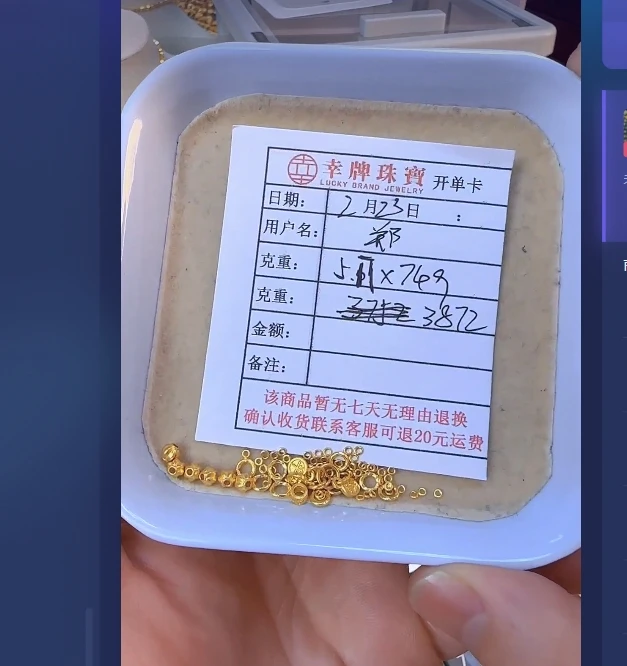 幸牌珠寶
LUCKY BRAND JEWELRY
开单卡
日期: 2月23日 :
用户名: 郑
克重: x 749
克重: 3872
金额:
备注:
该商品暂无七天无理由退换
确认收货联系客服可退20元运费